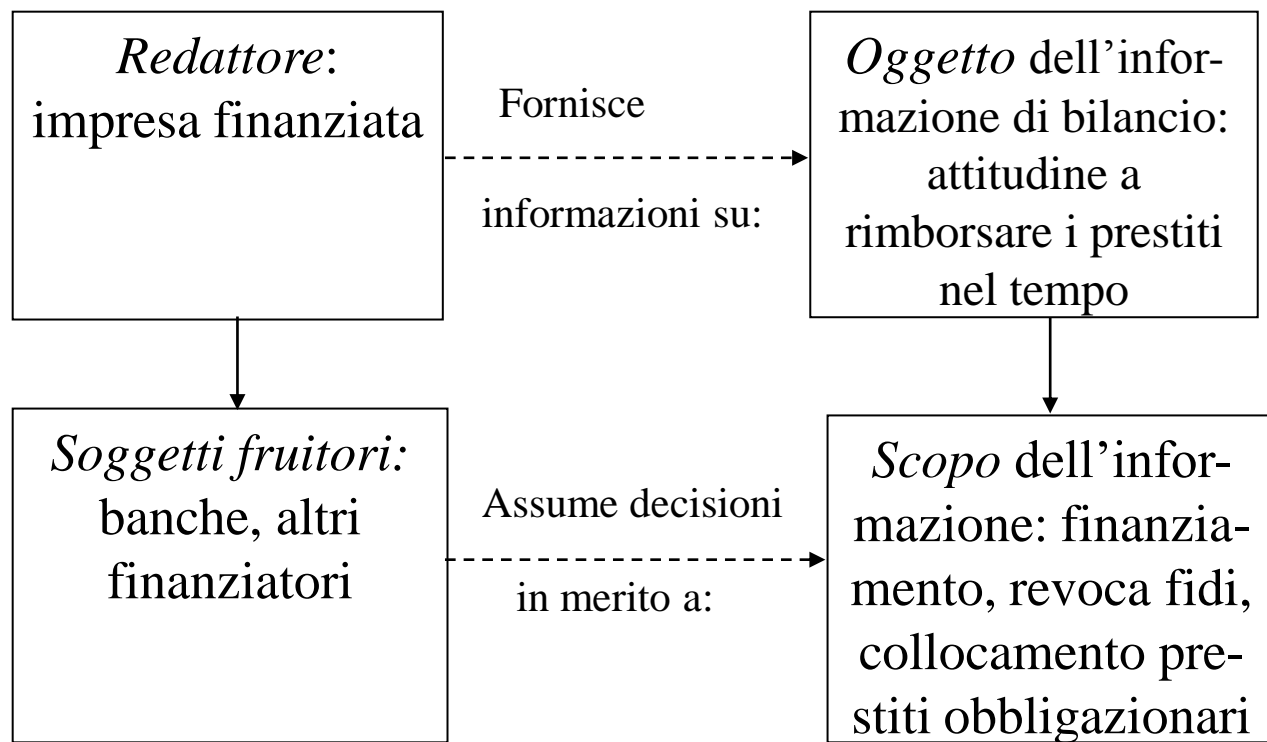 Redattore:
impresa finanziata
Fornisce
informazioni su:
Oggetto dell’infor-
mazione di bilancio:
attitudine a
rimborsare i prestiti
nel tempo
Soggetti fruitori:
banche, altri
finanziatori
Assume decisioni
in merito a:
Scopo dell’infor-
mazione: finanzia-
mento, revoca fidi,
collocamento pre-
stiti obbligazionari